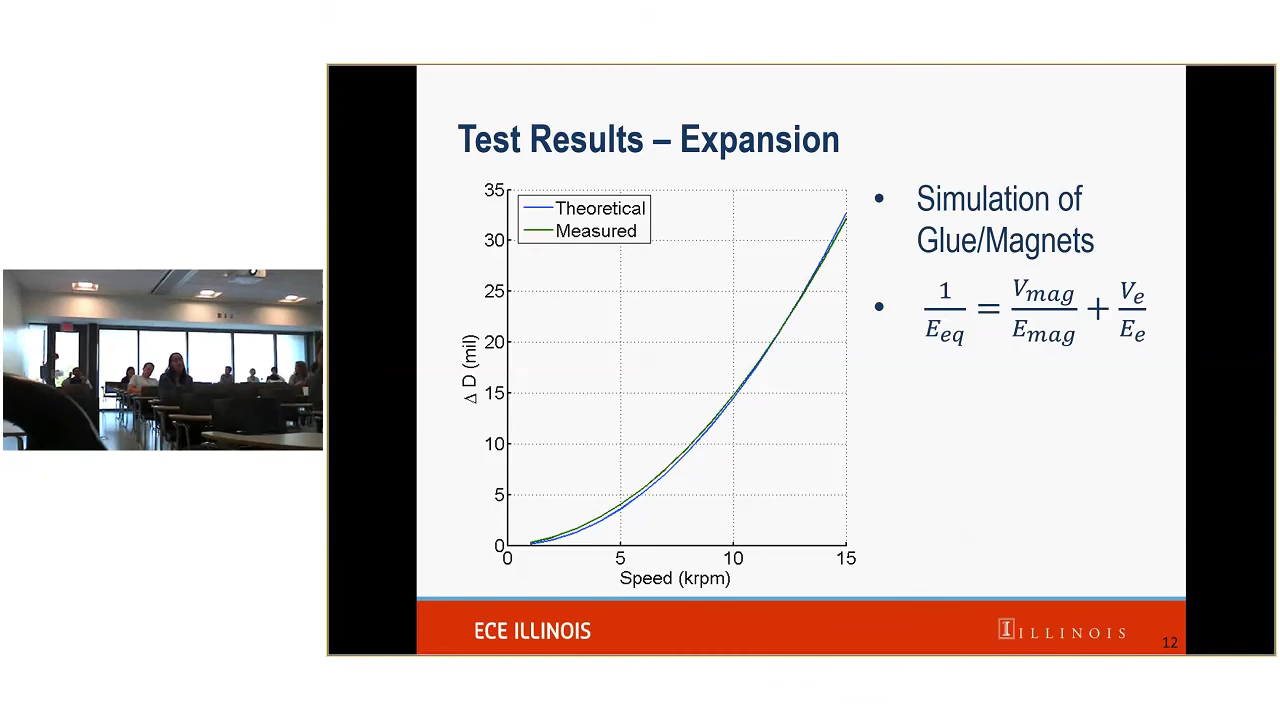 Test Results – Expansion
35
30
25
20
15
10
5
0
Δ D (mil)
Theoretical
Measured
0 5 10 15
Speed (krpm)
• Simulation of
Glue/Magnets
• 1/E_eq = V_mag/E_mag + V_e/E_e
ECE ILLINOIS
I ILLINOIS
12